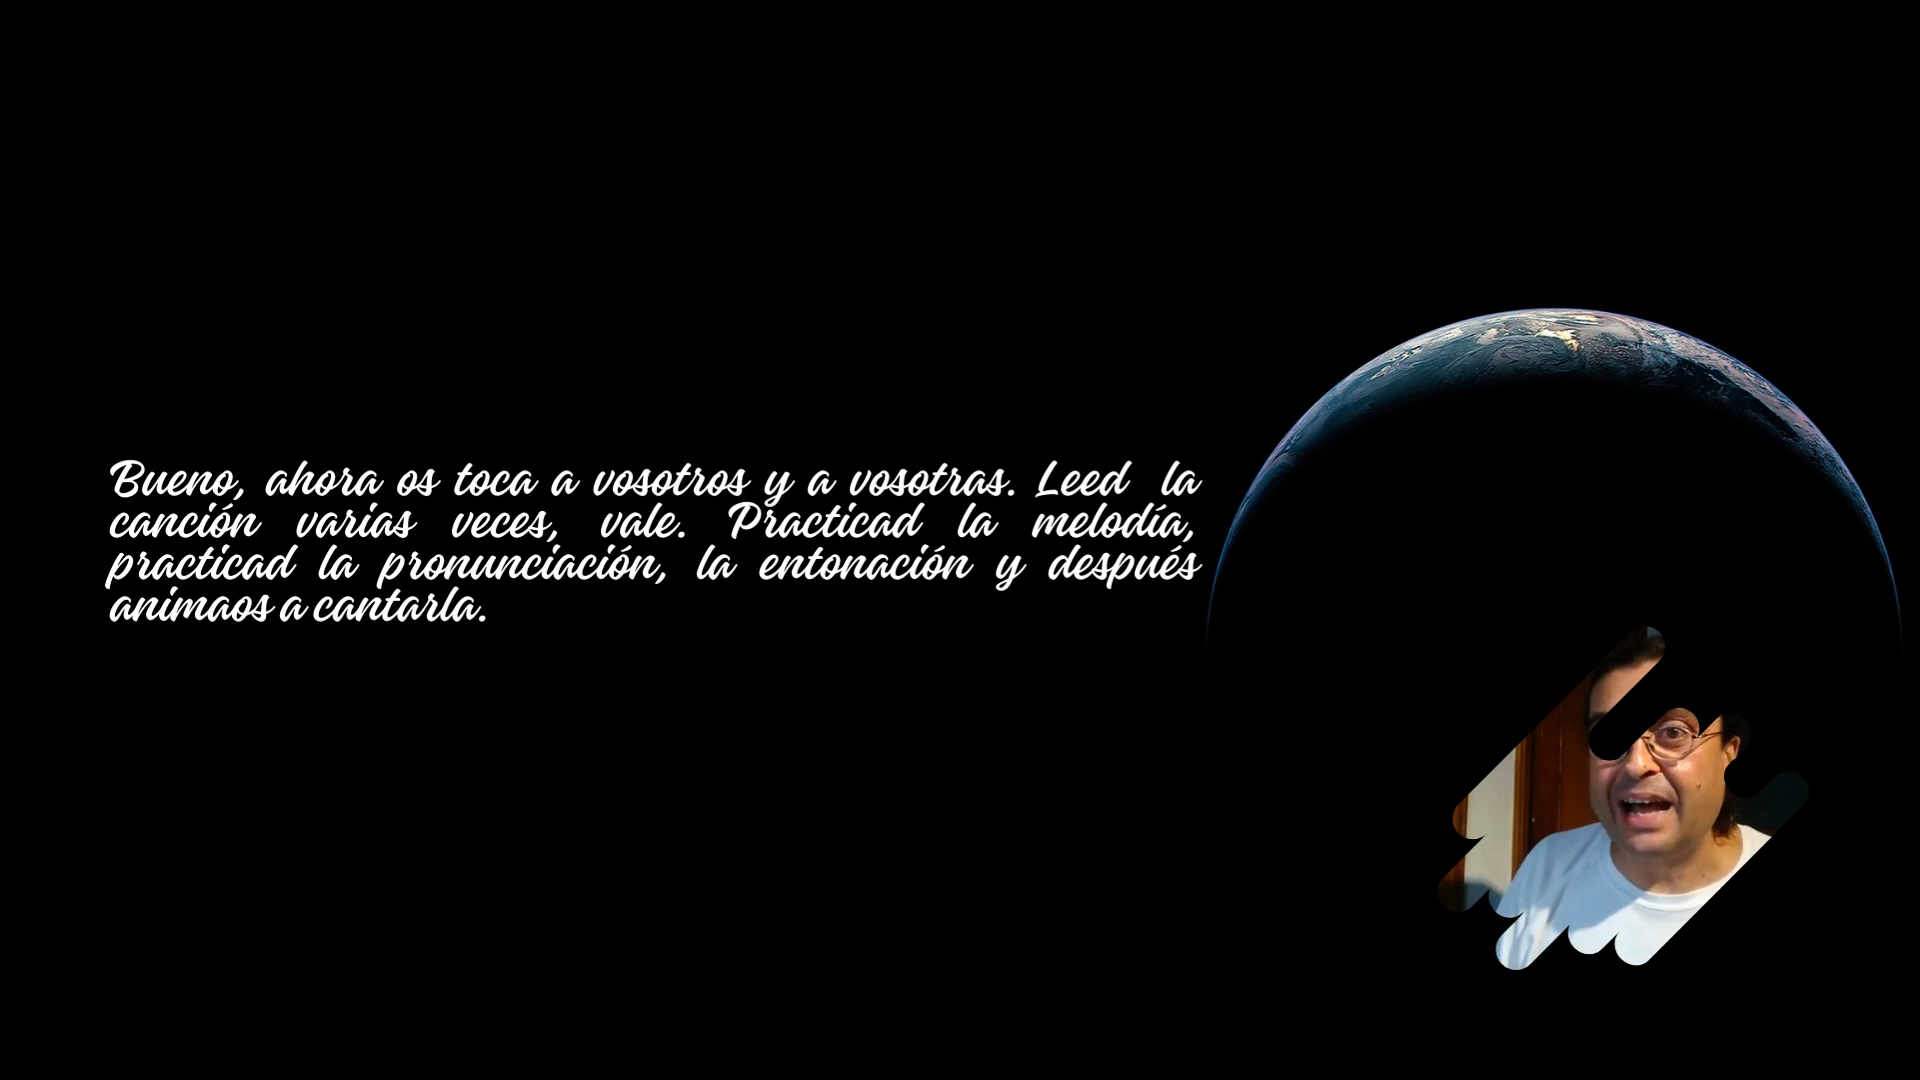 Bueno, ahora os toca a vosotros y a vosotras. Leed la
canción varias veces, vale. Practicad la melodía,
practicad la pronunciación, la entonación y después
animaos a cantarla.